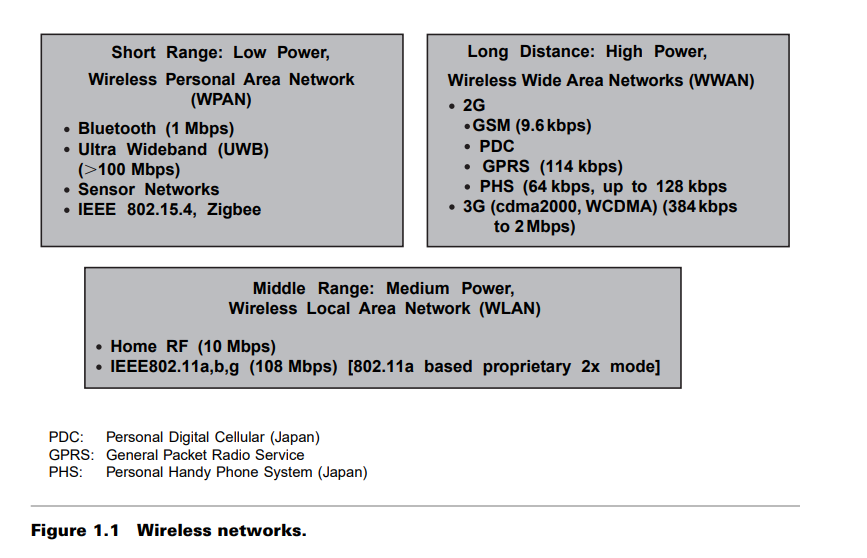 Short Range: Low Power,
Wireless Personal Area Network
(WPAN)
• Bluetooth (1 Mbps)
• Ultra Wideband (UWB)
(>100 Mbps)
• Sensor Networks
• IEEE 802.15.4, Zigbee
Long Distance: High Power,
Wireless Wide Area Networks (WWAN)
• 2G
•GSM (9.6 kbps)
• PDC
• GPRS (114 kbps)
• PHS (64 kbps, up to 128 kbps
• 3G (cdma2000, WCDMA) (384 kbps
to 2 Mbps)
Middle Range: Medium Power,
Wireless Local Area Network (WLAN)
• Home RF (10 Mbps)
• IEEE802.11a,b,g (108 Mbps) [802.11a based proprietary 2x mode]
PDC: Personal Digital Cellular (Japan)
GPRS: General Packet Radio Service
PHS: Personal Handy Phone System (Japan)
Figure 1.1 Wireless networks.